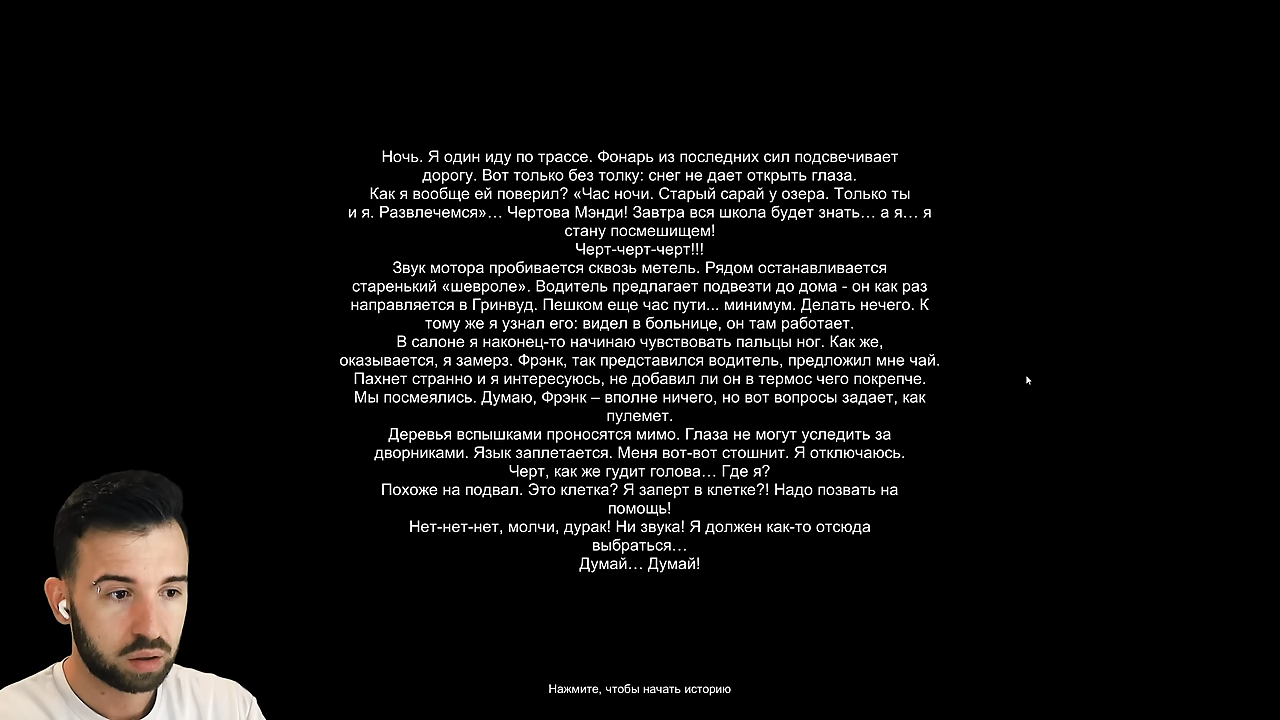 Ночь. Я один иду по трассе. Фонарь из последних сил подсвечивает
дорогу. Вот только без толку: снег не дает открыть глаза.
Как я вообще ей поверил? «Час ночи. Старый сарай у озера. Только ты
и я. Развлечемся»… Чертова Мэнди! Завтра вся школа будет знать… а я… я
стану посмешищем!
Черт-черт-черт!!!
Звук мотора пробивается сквозь метель. Рядом останавливается
старенький «шевроле». Водитель предлагает подвезти до дома - он как раз
направляется в Гринвуд. Пешком еще час пути... минимум. Делать нечего. К
тому же я узнал его: видел в больнице, он там работает.
В салоне я наконец-то начинаю чувствовать пальцы ног. Как же,
оказывается, я замерз. Фрэнк, так представился водитель, предложил мне чай.
Пахнет странно и я интересуюсь, не добавил ли он в термос чего покрепче.
Мы посмеялись. Думаю, Фрэнк – вполне ничего, но вот вопросы задает, как
пулемет.
Деревья вспышками проносятся мимо. Глаза не могут уследить за
дворниками. Язык заплетается. Меня вот-вот стошнит. Я отключаюсь.
Черт, как же гудит голова… Где я?
Похоже на подвал. Это клетка? Я заперт в клетке?! Надо позвать на
помощь!
Нет-нет-нет, молчи, дурак! Ни звука! Я должен как-то отсюда
выбраться…
Думай… Думай!
Нажмите, чтобы начать историю